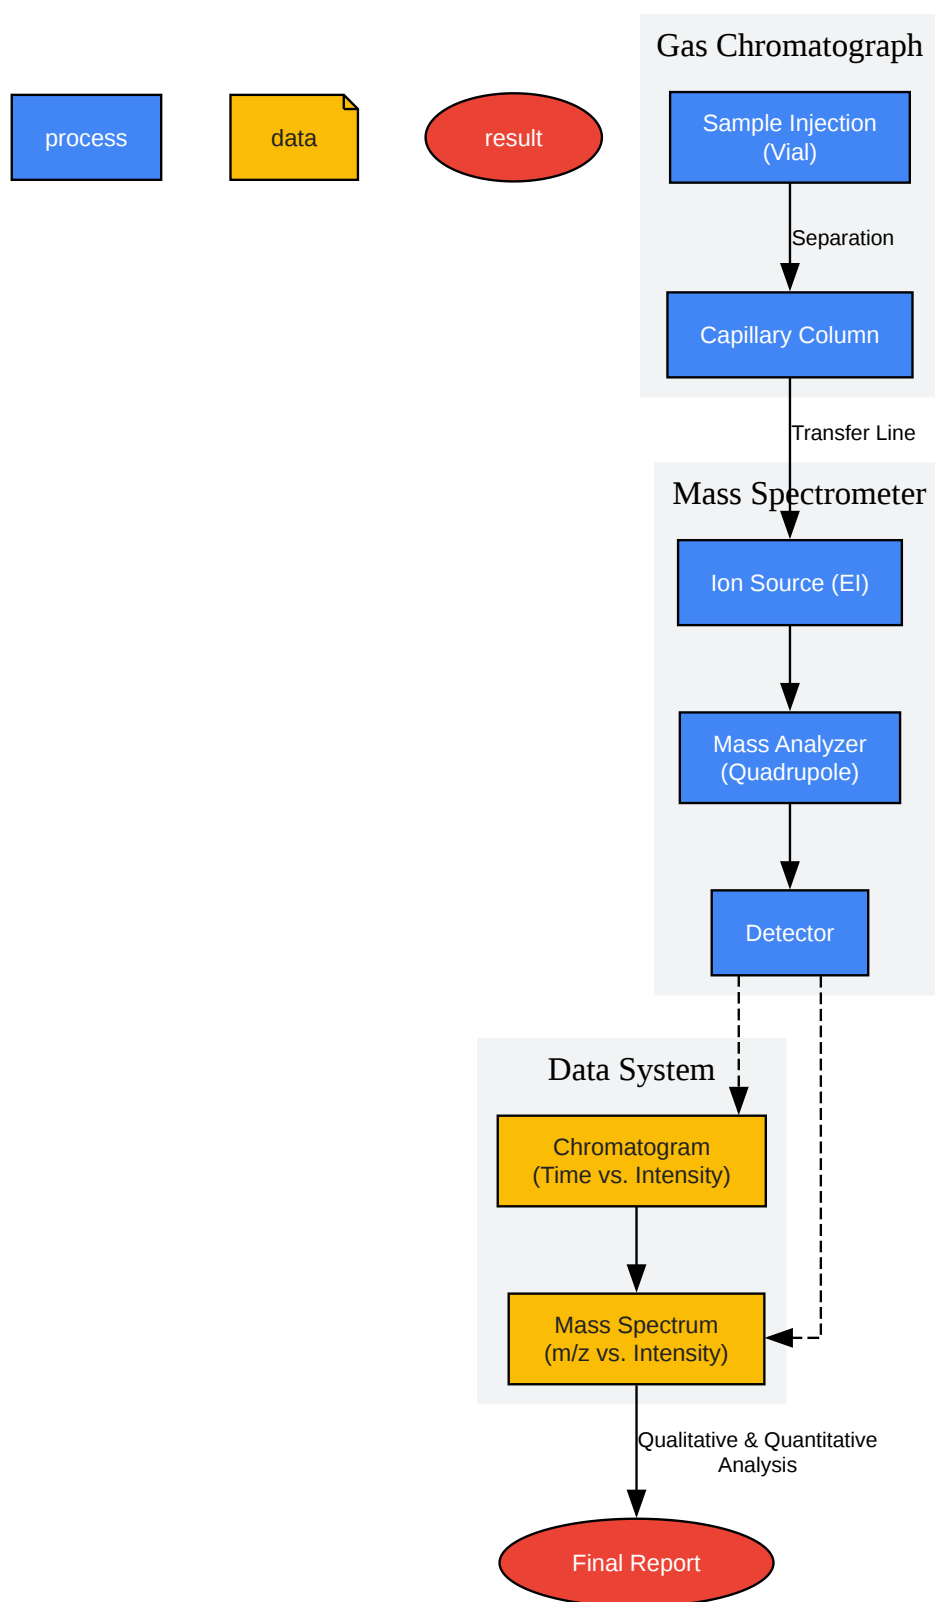 Gas Chromatograph
process
data
result
Sample Injection
(Vial)
Separation
Capillary Column
Transfer Line
Mass Spectrometer
Ion Source (EI)
Mass Analyzer
(Quadrupole)
Detector
Data System
Chromatogram
(Time vs. Intensity)
Mass Spectrum
(m/z vs. Intensity)
Qualitative & Quantitative
Analysis
Final Report